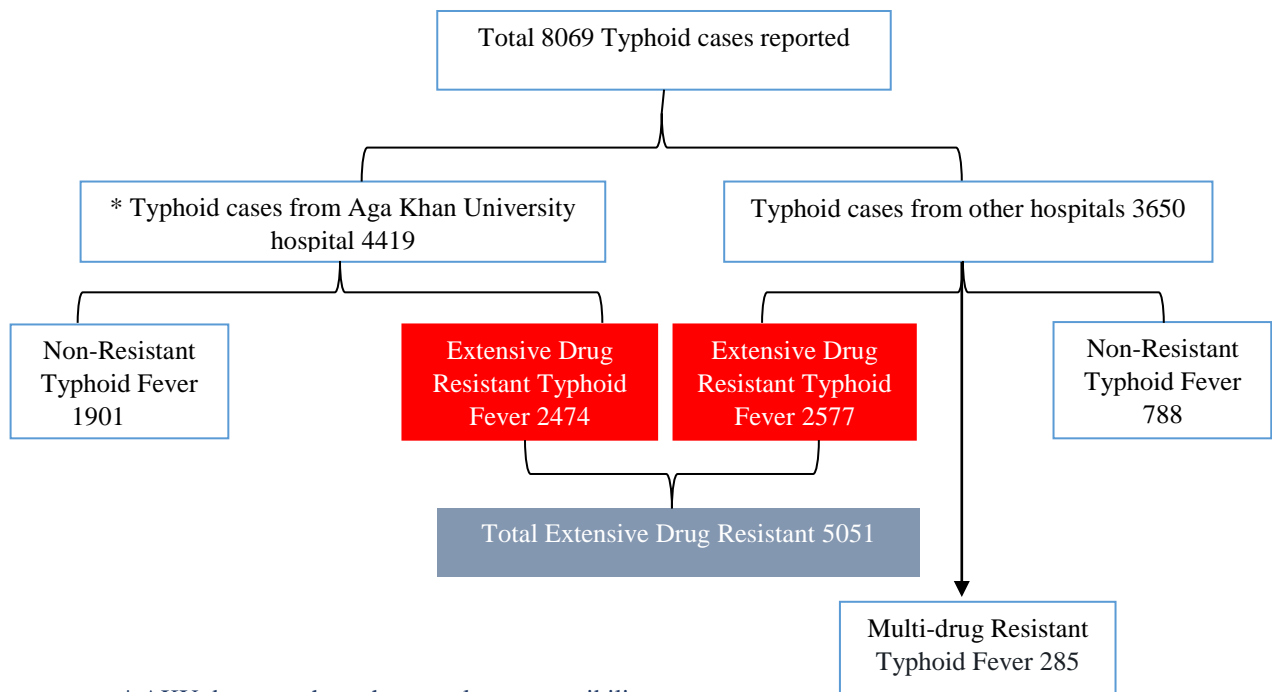 Total 8069 Typhoid cases reported
* Typhoid cases from Aga Khan University
hospital 4419
Typhoid cases from other hospitals 3650
Non-Resistant
Typhoid Fever
1901
Extensive Drug
Resistant Typhoid
Fever 2474
Extensive Drug
Resistant Typhoid
Fever 2577
Non-Resistant
Typhoid Fever
788
Total Extensive Drug Resistant 5051
Multi-drug Resistant
Typhoid Fever 285